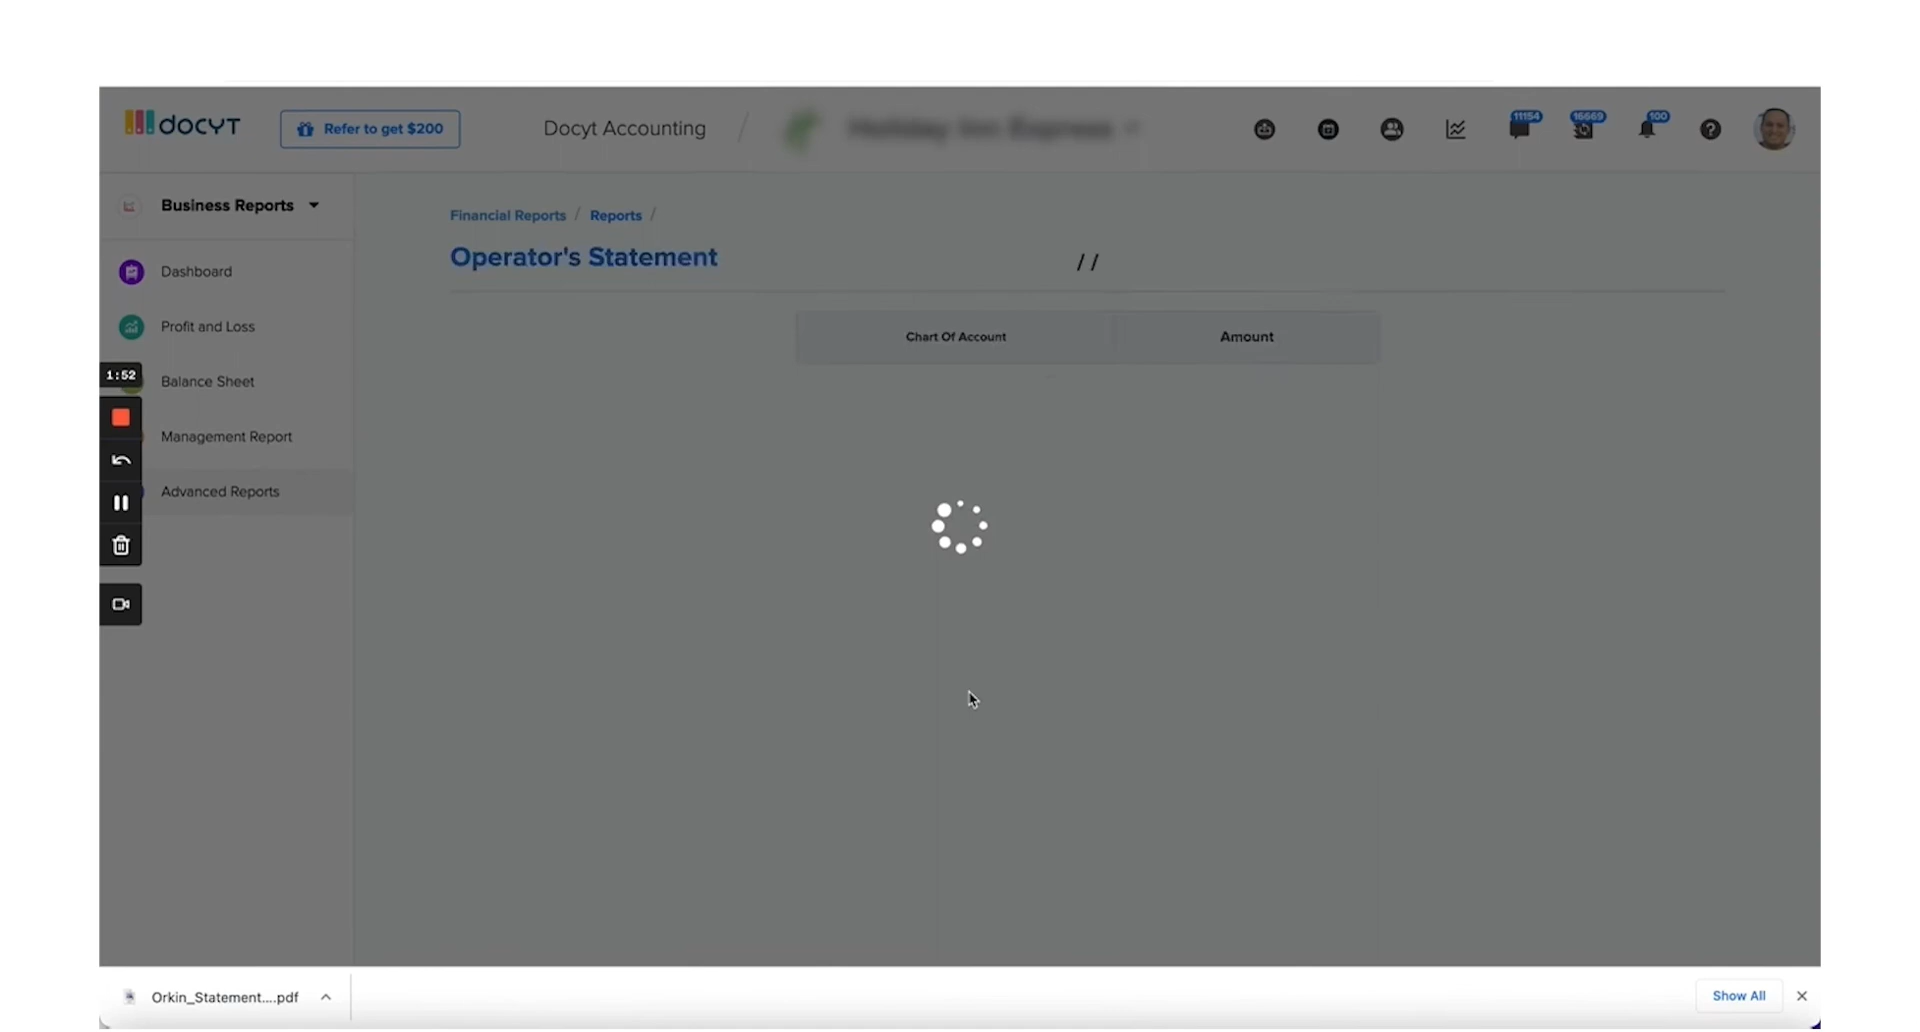 docyt
Refer to get $200
Docyt Accounting /
11154
16669
100
Business Reports
Financial Reports / Reports /
Operator's Statement
//
Dashboard
Profit and Loss
Balance Sheet
Management Report
Advanced Reports
1:52
Chart Of Account
Amount
Orkin_Statement....pdf
Show All